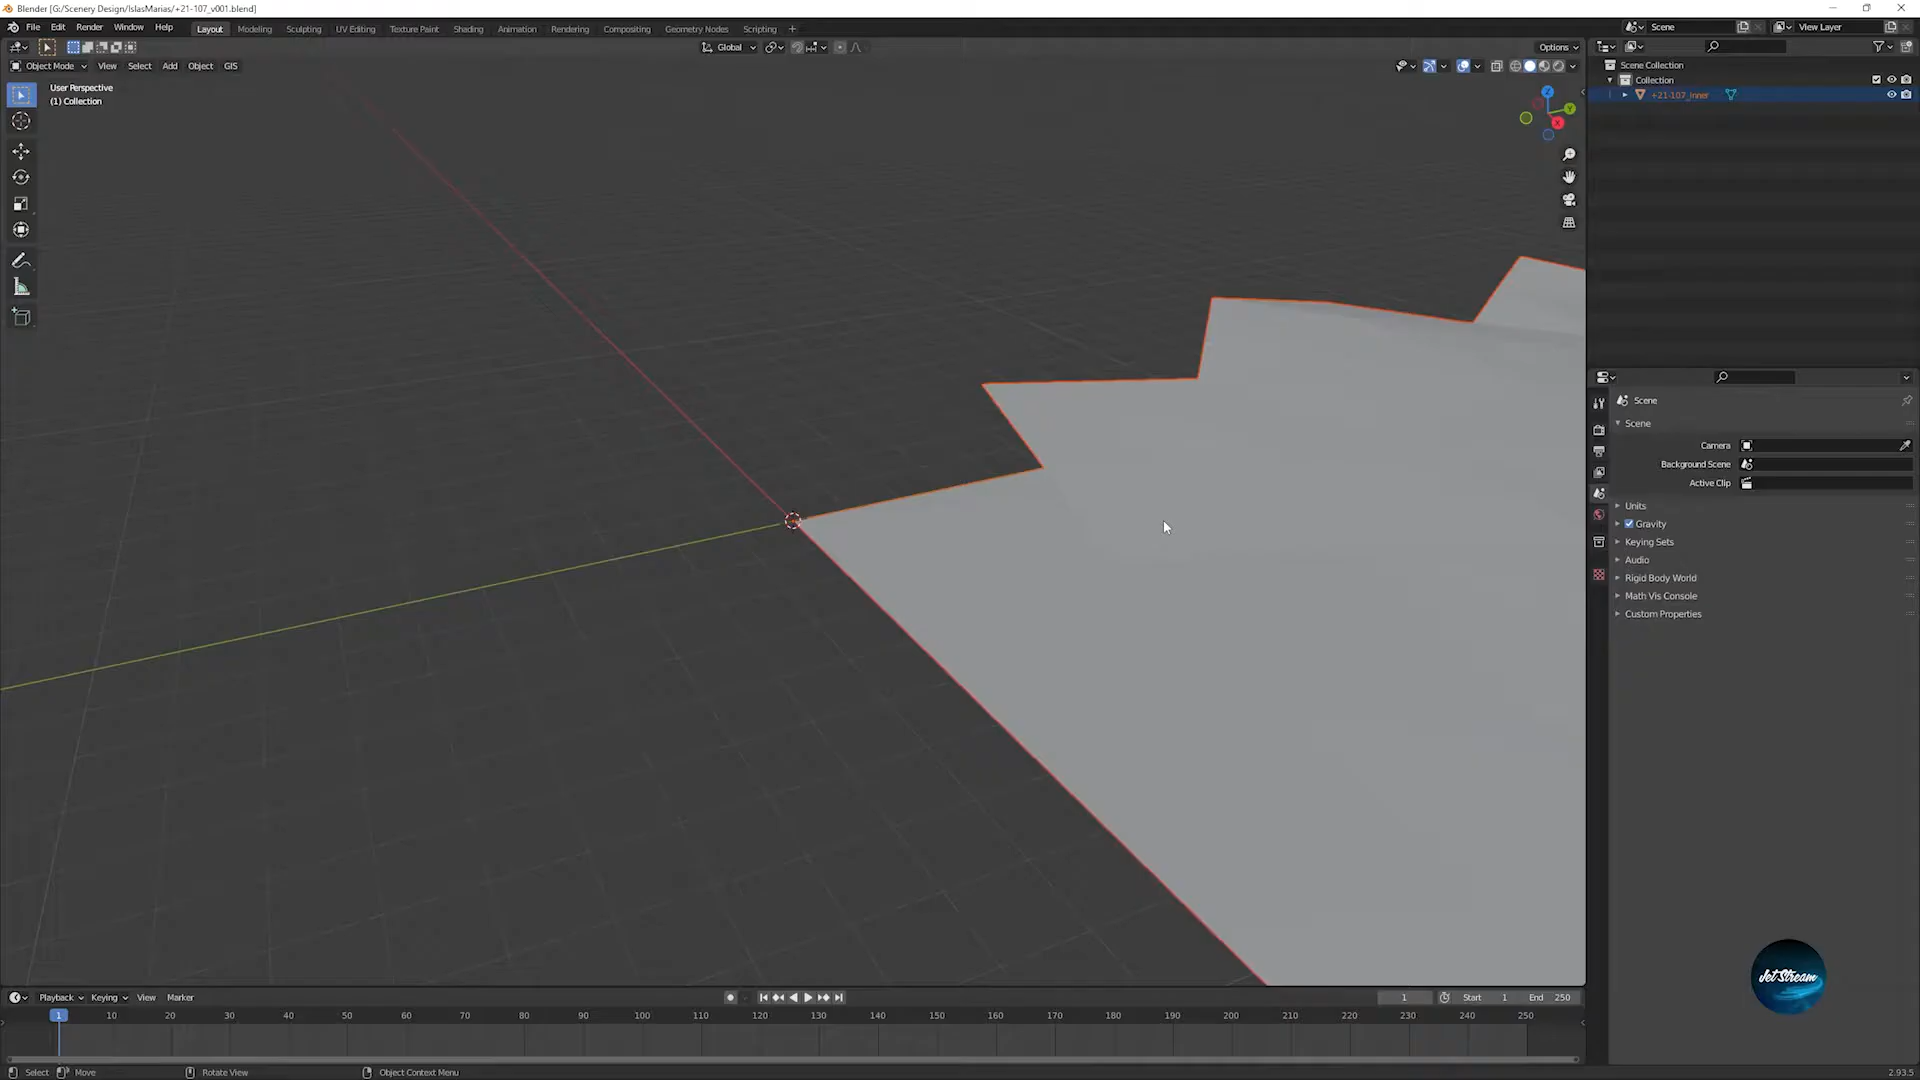 Blender [G:/Scenery Design/IslasMarias/+21-107_v001.blend]
File Edit Render Window Help Layout Modeling Sculpting UV Editing Texture Paint Shading Animation Rendering Compositing Geometry Nodes Scripting + Scene View Layer
Global Options
Object Mode View Select Add Object GIS
User Perspective
(1) Collection
Z
Y
X
Scene Collection
Collection
+21-107_inner
Scene
Scene
Camera
Background Scene
Active Clip
Units
Gravity
Keying Sets
Audio
Rigid Body World
Math Vis Console
Custom Properties
Jet Stream
Playback Keying View Marker 1 Start 1 End 250
1 10 20 30 40 50 60 70 80 90 100 110 120 130 140 150 160 170 180 190 200 210 220 230 240 250
Select Move Rotate View Object Context Menu 2.93.5